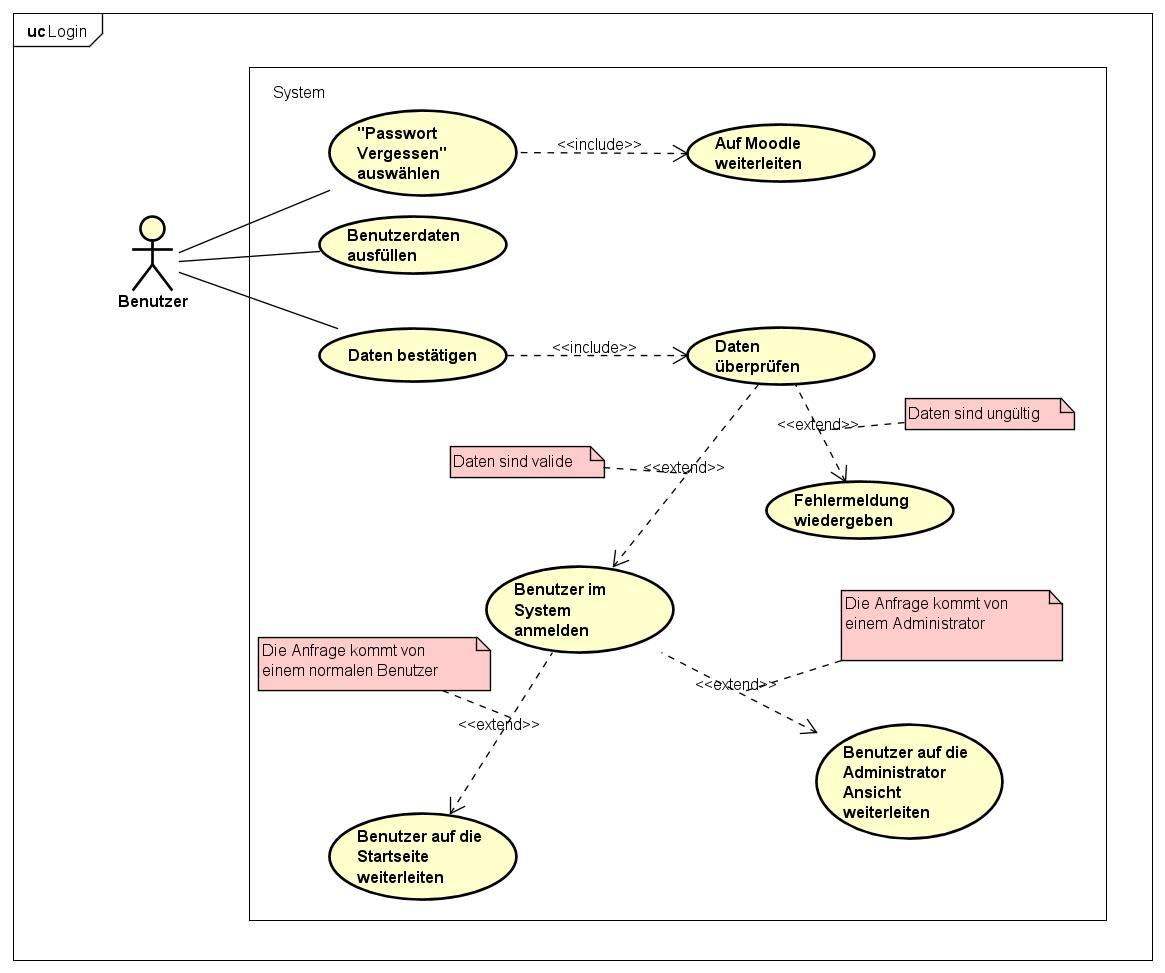 uc Login
System
"Passwort
Vergessen"
auswählen
<<include>>
Auf Moodle
weiterleiten
Benutzerdaten
ausfüllen
Benutzer
Daten bestätigen
<<include>>
Daten
überprüfen
Daten sind ungültig
<<extend>>
Daten sind valide
<<extend>>
Fehlermeldung
wiedergeben
Benutzer im
System
anmelden
Die Anfrage kommt von
einem Administrator
Die Anfrage kommt von
einem normalen Benutzer
<<extend>>
<<extend>>
Benutzer auf die
Administrator
Ansicht
weiterleiten
Benutzer auf die
Startseite
weiterleiten